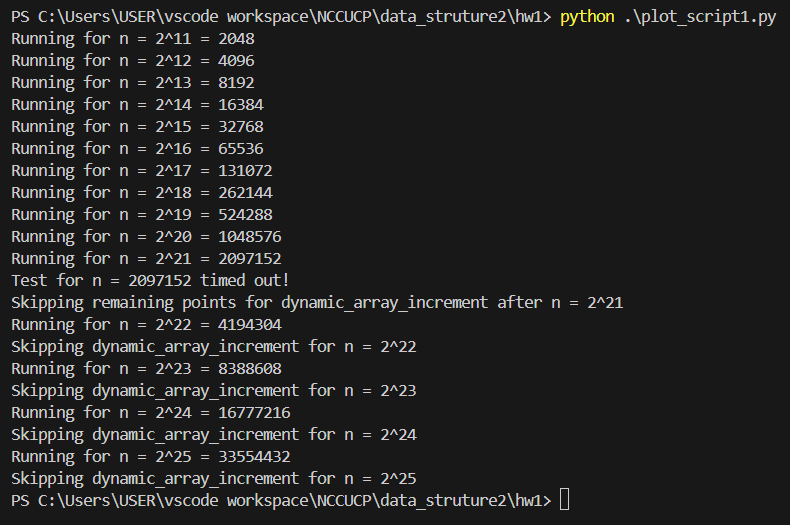 PS C:\Users\USER\vscode workspace\NCCUCP\data_struture2\hw1> python .\plot_script1.py
Running for n = 2^11 = 2048
Running for n = 2^12 = 4096
Running for n = 2^13 = 8192
Running for n = 2^14 = 16384
Running for n = 2^15 = 32768
Running for n = 2^16 = 65536
Running for n = 2^17 = 131072
Running for n = 2^18 = 262144
Running for n = 2^19 = 524288
Running for n = 2^20 = 1048576
Running for n = 2^21 = 2097152
Test for n = 2097152 timed out!
Skipping remaining points for dynamic_array_increment after n = 2^21
Running for n = 2^22 = 4194304
Skipping dynamic_array_increment for n = 2^22
Running for n = 2^23 = 8388608
Skipping dynamic_array_increment for n = 2^23
Running for n = 2^24 = 16777216
Skipping dynamic_array_increment for n = 2^24
Running for n = 2^25 = 33554432
Skipping dynamic_array_increment for n = 2^25
PS C:\Users\USER\vscode workspace\NCCUCP\data_struture2\hw1>